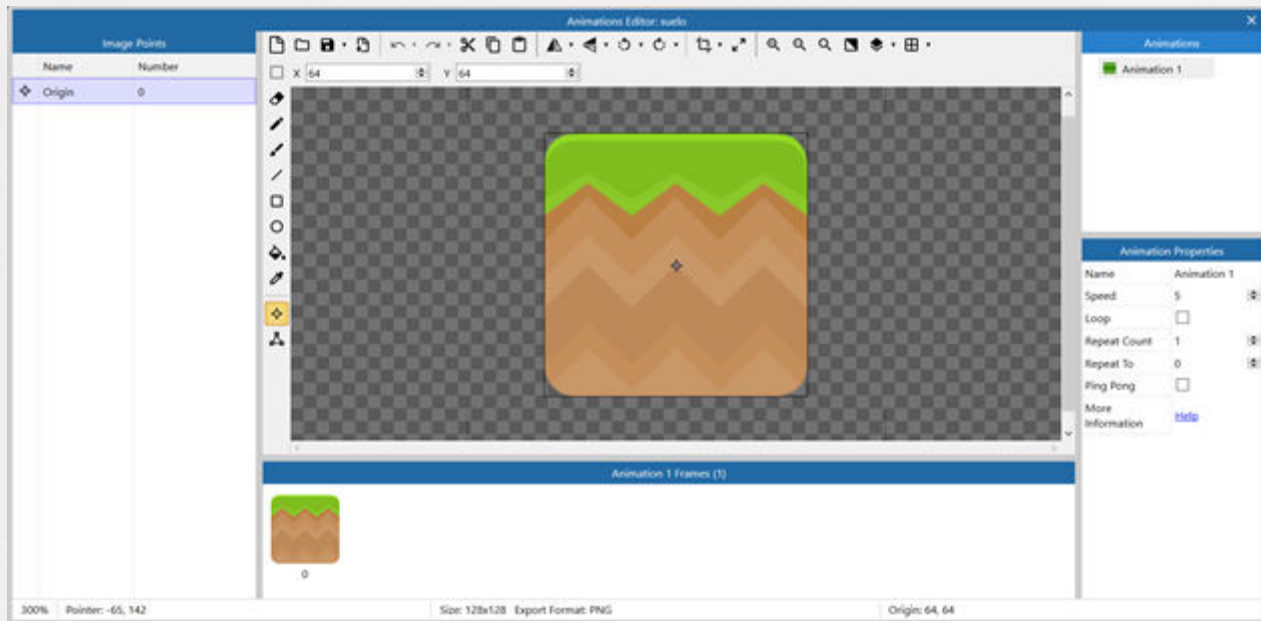 Animations Editor: suelo
Image Points
Name Number
Origin 0
X 64 Y 64
Animations
Animation 1
Animation Properties
Name Animation 1
Speed 5
Loop
Repeat Count 1
Repeat To 0
Ping Pong
More Information Help
Animation 1 Frames (1)
0
300% Pointer: -65, 142 Size: 128x128 Export Format: PNG Origin: 64, 64